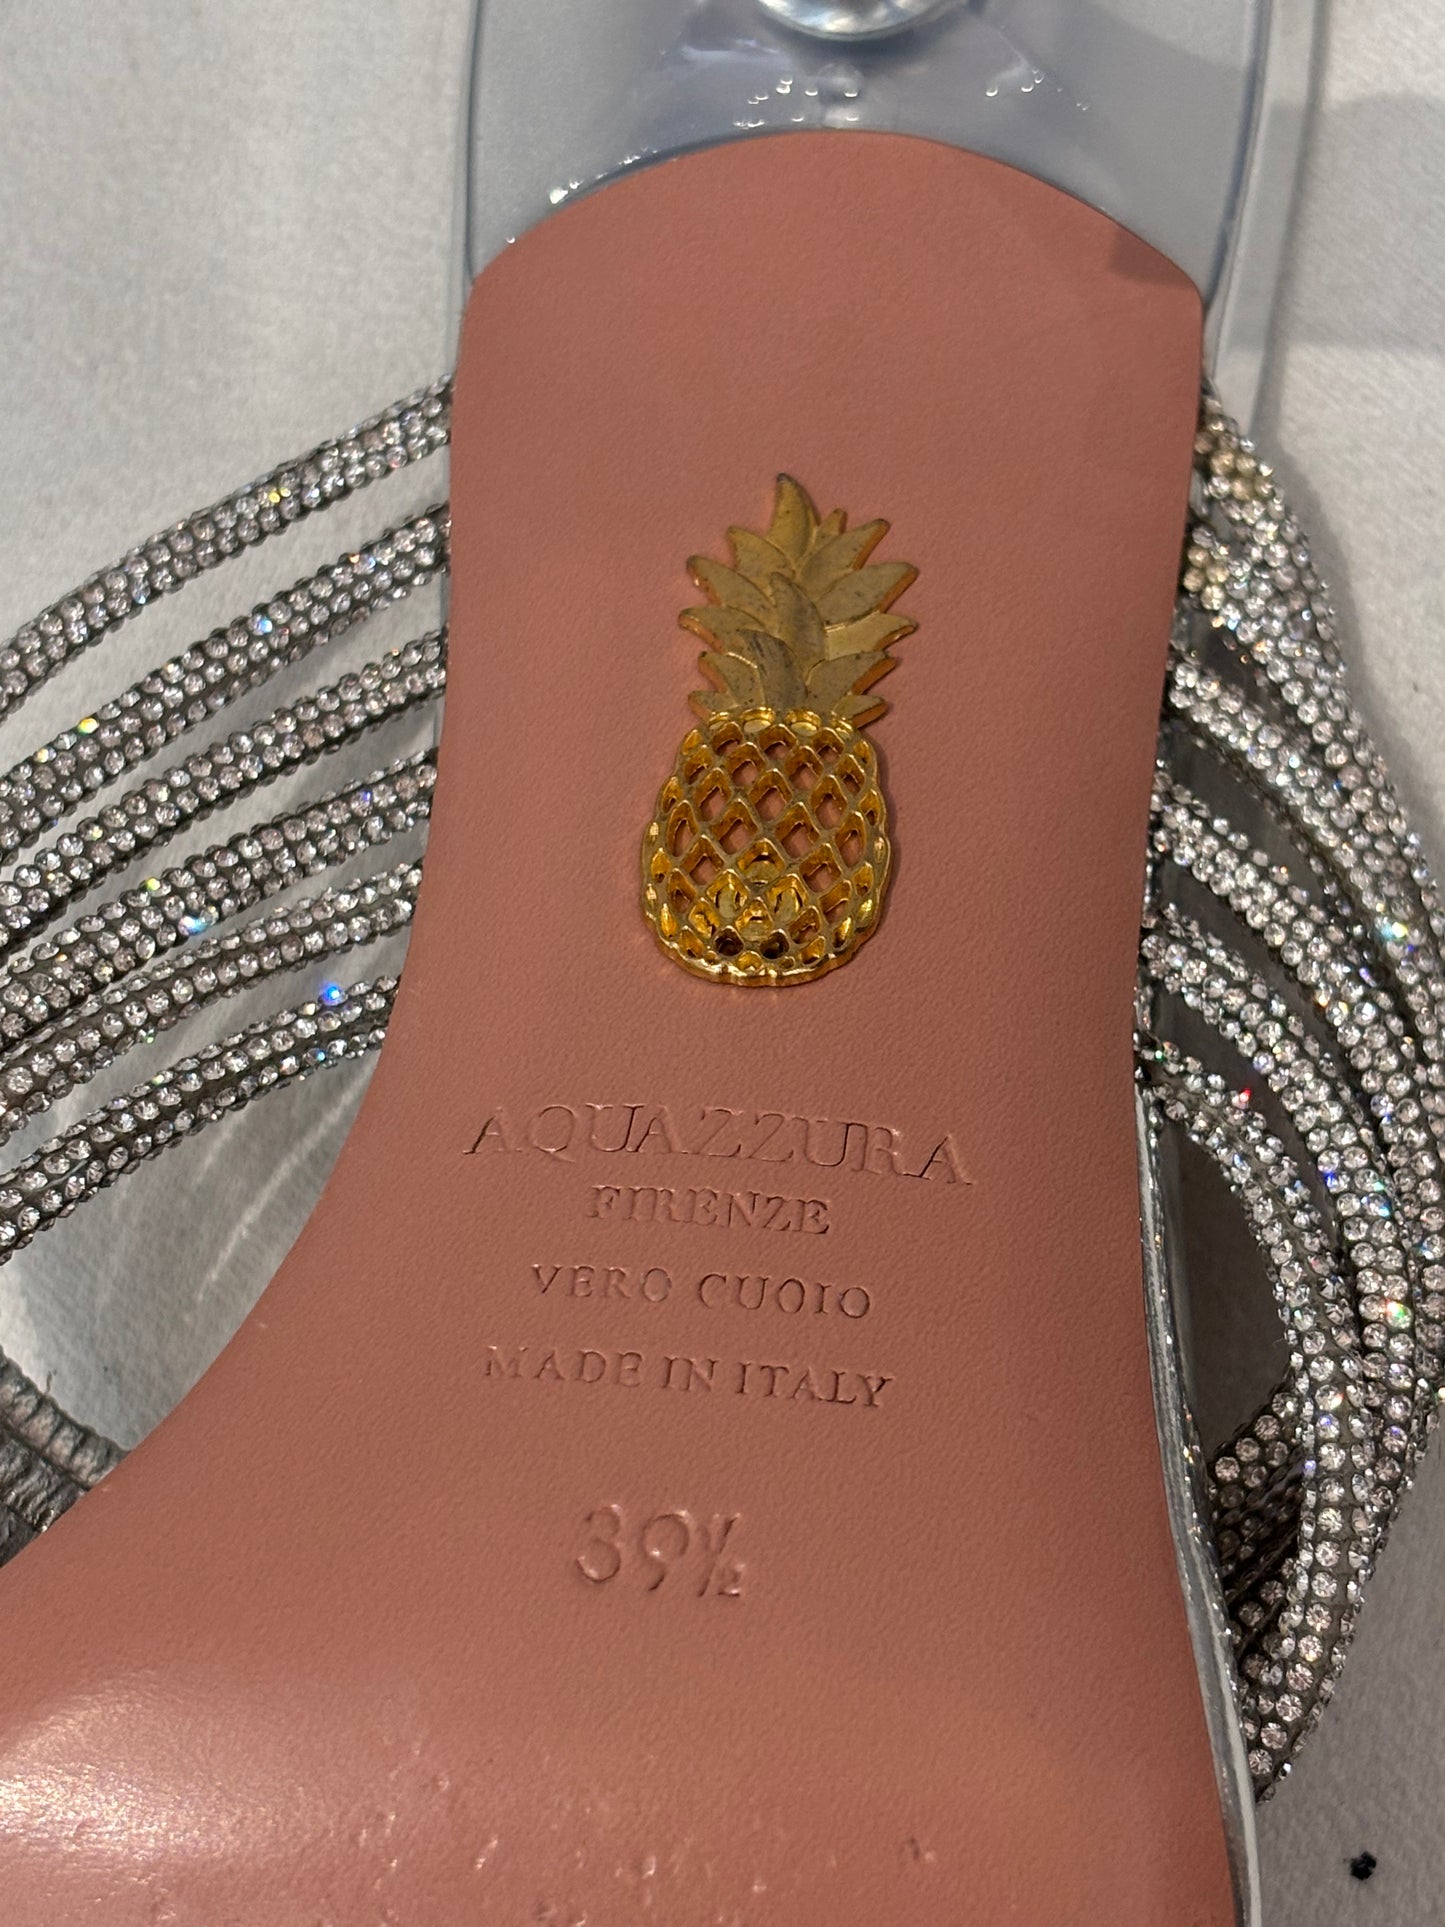 AQUAZZURA
FIRENZE
VERO CUOIO
MADE IN ITALY
39½